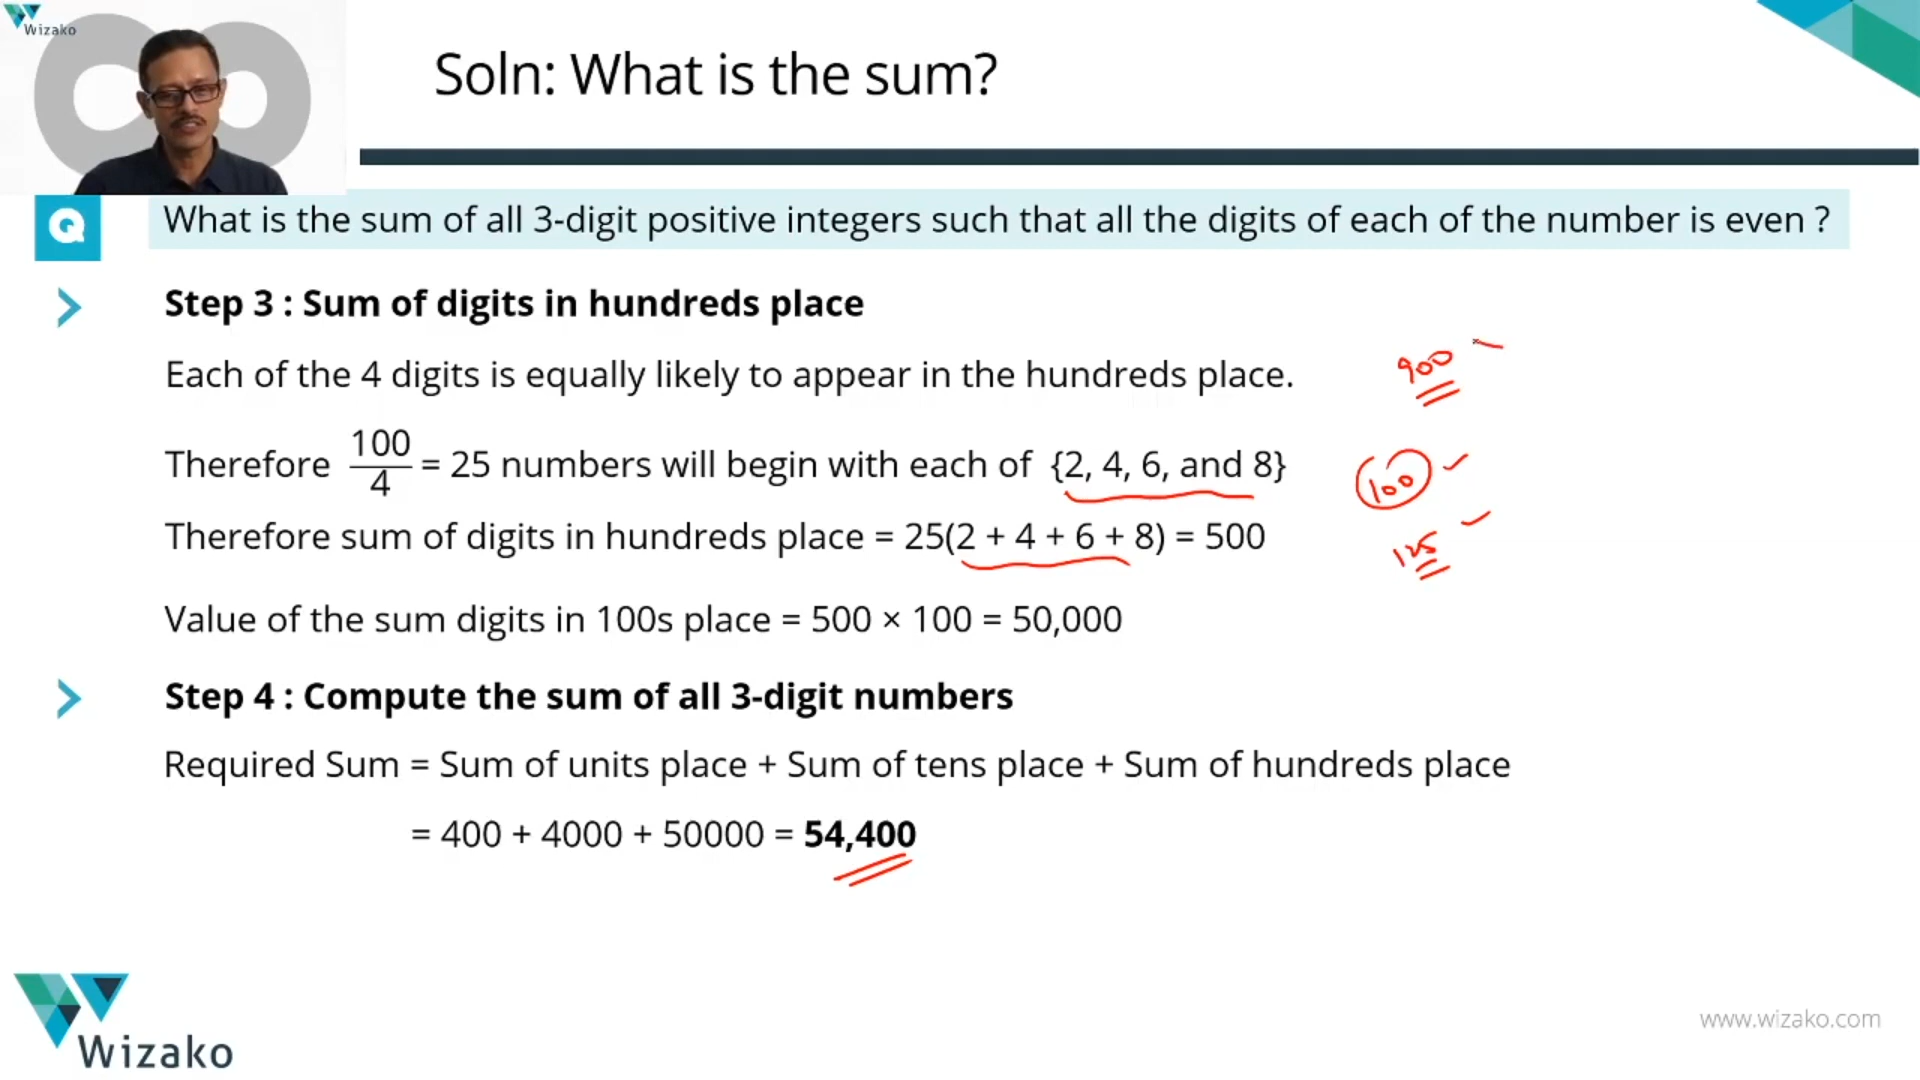 Wizako
Soln: What is the sum?
Q
What is the sum of all 3-digit positive integers such that all the digits of each of the number is even ?
Step 3 : Sum of digits in hundreds place
Each of the 4 digits is equally likely to appear in the hundreds place.
900
Therefore 100/4 = 25 numbers will begin with each of {2, 4, 6, and 8}
100
Therefore sum of digits in hundreds place = 25(2 + 4 + 6 + 8) = 500
125
Value of the sum digits in 100s place = 500 × 100 = 50,000
Step 4 : Compute the sum of all 3-digit numbers
Required Sum = Sum of units place + Sum of tens place + Sum of hundreds place
= 400 + 4000 + 50000 = 54,400
Wizako
www.wizako.com